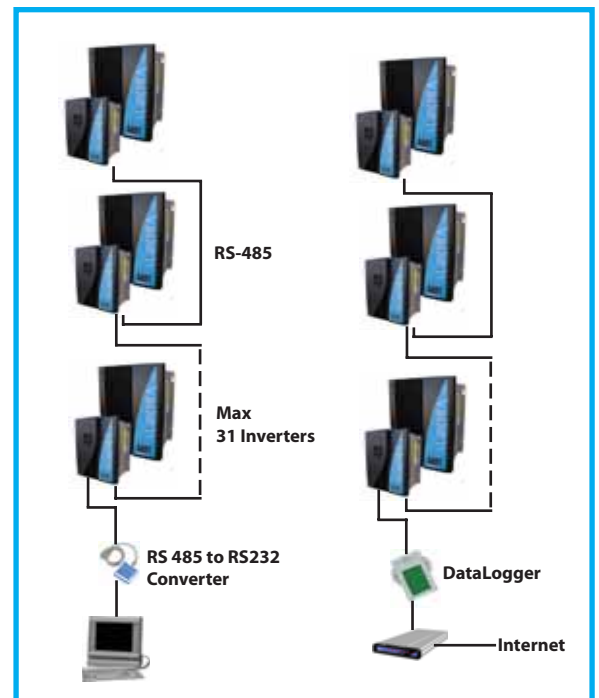 RS-485
Max
31 Inverters
RS 485 to RS232
Converter
DataLogger
Internet